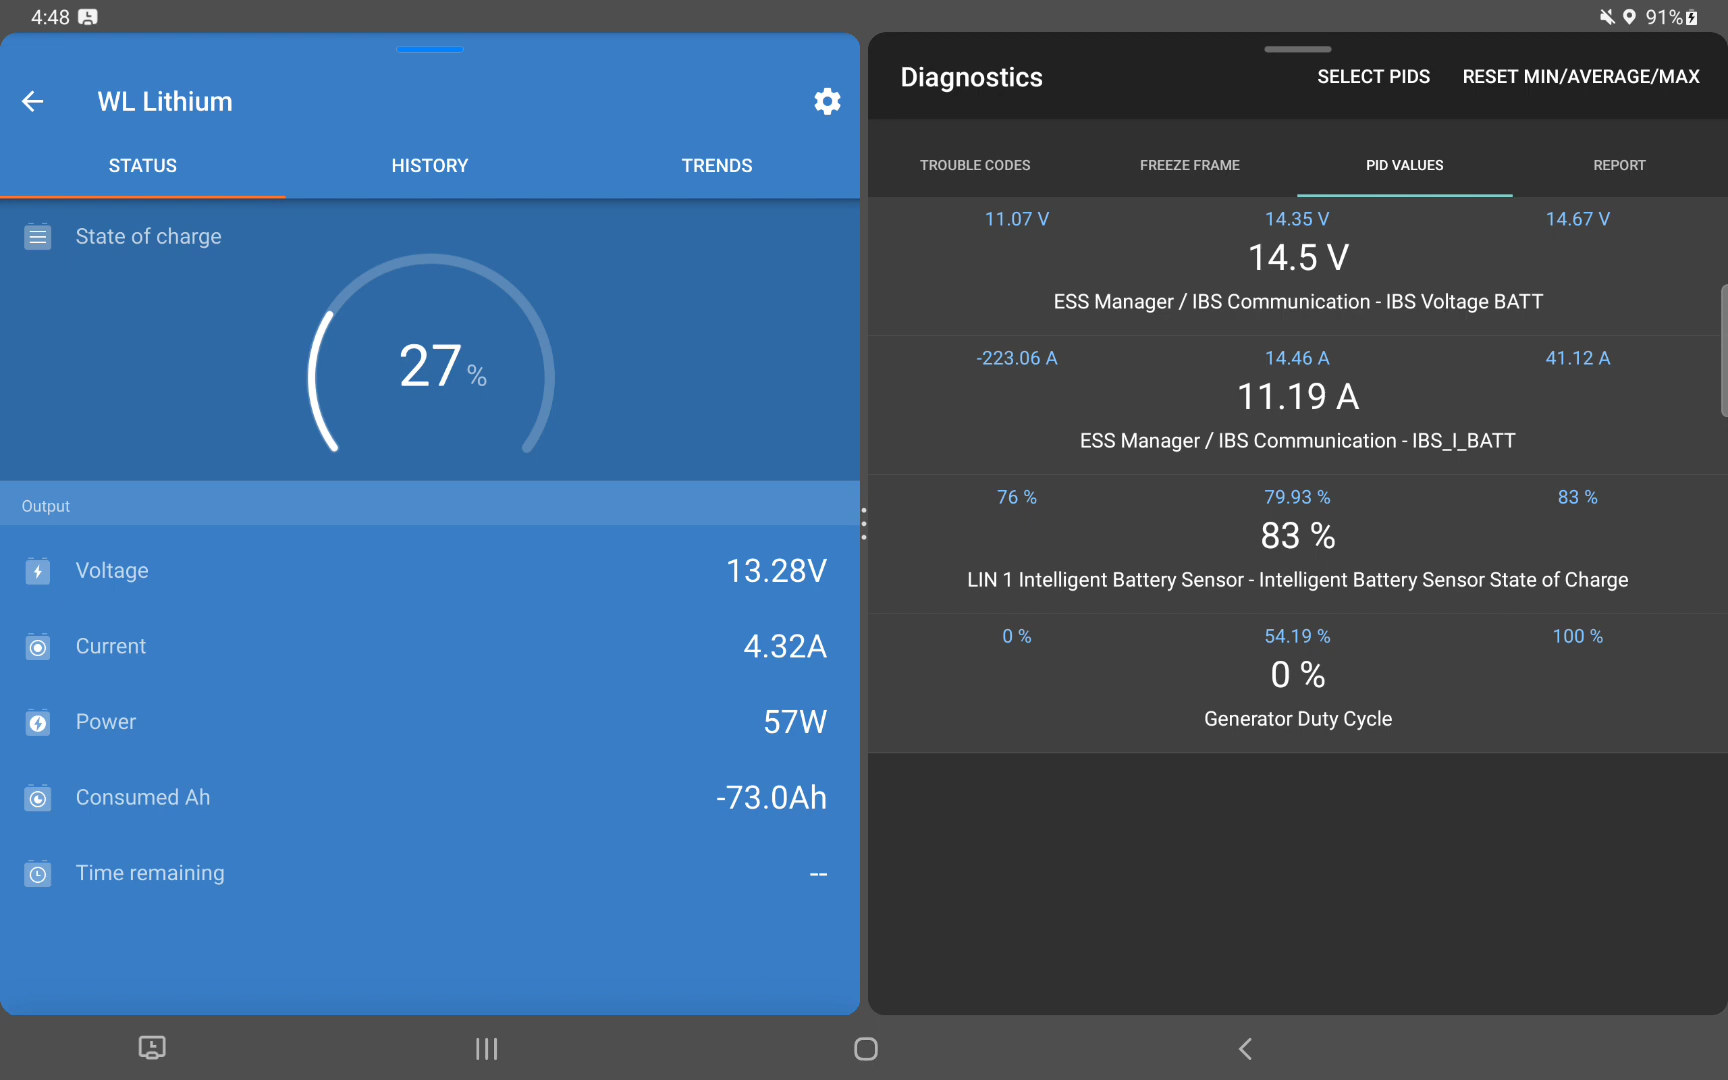 4:48
91%
WL Lithium
STATUS
HISTORY
TRENDS
State of charge
27 %
Output
Voltage
13.28V
Current
4.32A
Power
57W
Consumed Ah
-73.0Ah
Time remaining
--
Diagnostics
SELECT PIDS
RESET MIN/AVERAGE/MAX
TROUBLE CODES
FREEZE FRAME
PID VALUES
REPORT
11.07 V 14.35 V 14.67 V
14.5 V
ESS Manager / IBS Communication - IBS Voltage BATT
-223.06 A 14.46 A 41.12 A
11.19 A
ESS Manager / IBS Communication - IBS_I_BATT
76 % 79.93 % 83 %
83 %
LIN 1 Intelligent Battery Sensor - Intelligent Battery Sensor State of Charge
0 % 54.19 % 100 %
0 %
Generator Duty Cycle